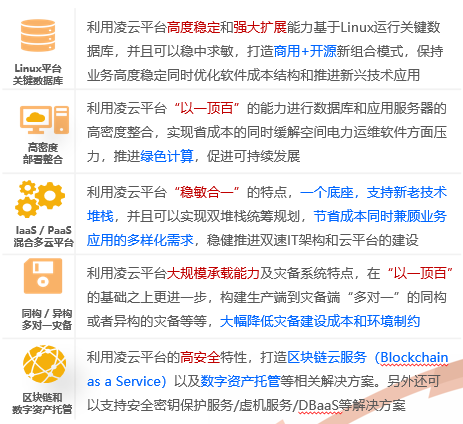 利用凌云平台高度稳定和强大扩展能力基于Linux运行关键数
据库，并且可以稳中求敏，打造商用+开源新组合模式，保持
业务高度稳定同时优化软件成本结构和推进新兴技术应用
Linux平台
关键数据库
利用凌云平台“以一顶百”的能力进行数据库和应用服务器的
高密度整合，实现省成本的同时缓解空间电力运维软件方面压
力，推进绿色计算，促进可持续发展
高密度
部署整合
利用凌云平台“稳敏合一”的特点，一个底座，支持新老技术
堆栈，并且可以实现双堆栈统筹规划，节省成本同时兼顾业务
应用的多样化需求，稳健推进双速IT架构和云平台的建设
IaaS / PaaS
混合多云平台
利用凌云平台大规模承载能力及灾备系统特点，在“以一顶百”
的基础之上更进一步，构建生产端到灾备端“多对一”的同构
或者异构的灾备等等，大幅降低灾备建设成本和环境制约
同构 / 异构
多对一灾备
利用凌云平台的高安全特性，打造区块链云服务（Blockchain
as a Service）以及数字资产托管等相关解决方案。另外还可
以支持安全密钥保护服务/虚机服务/DBaaS等解决方案
区块链和
数字资产托管